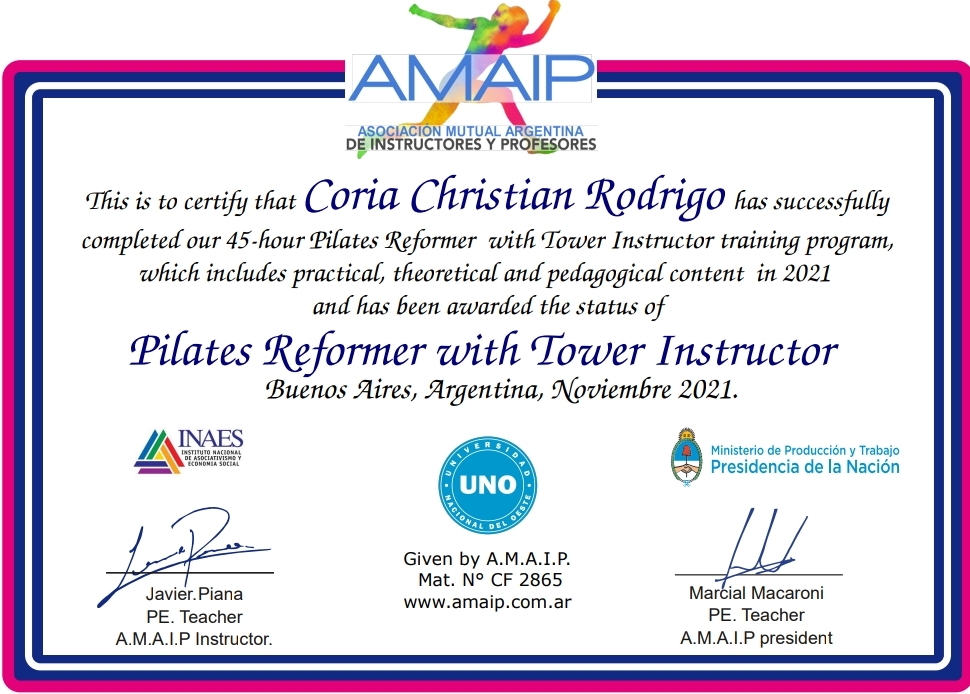 AMAIP
ASOCIACIÓN MUTUAL ARGENTINA
DE INSTRUCTORES Y PROFESORES
This is to certify that Coria Christian Rodrigo has successfully
completed our 45-hour Pilates Reformer with Tower Instructor training program,
which includes practical, theoretical and pedagogical content in 2021
and has been awarded the status of
Pilates Reformer with Tower Instructor
Buenos Aires, Argentina, Noviembre 2021.
INAES
INSTITUTO NACIONAL
DE ASOCIATIVISMO Y
ECONOMIA SOCIAL
UNIVERSIDAD
UNO
NACIONAL DEL OESTE
Ministerio de Producción y Trabajo
Presidencia de la Nación
Given by A.M.A.I.P.
Mat. N° CF 2865
www.amaip.com.ar
Javier.Piana
PE. Teacher
A.M.A.I.P Instructor.
Marcial Macaroni
PE. Teacher
A.M.A.I.P president